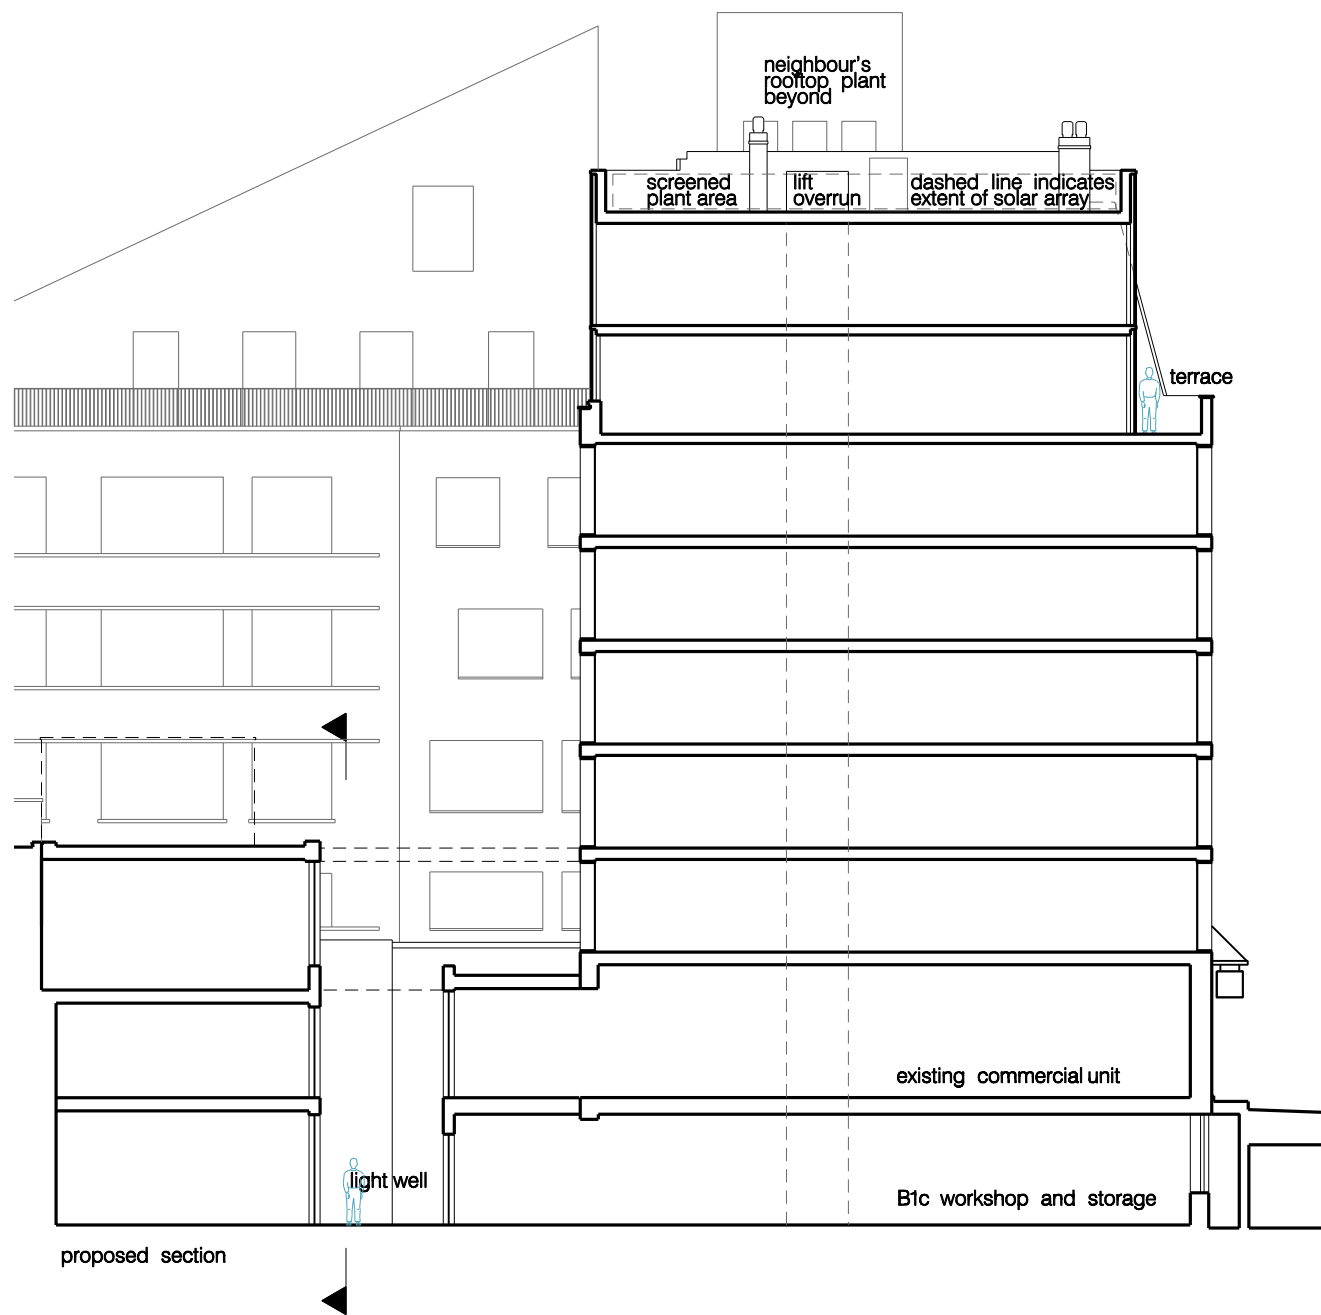 neighbour's
rooftop plant
beyond
screened
plant area
lift
overrun
dashed line indicates
extent of solar array
terrace
existing commercial unit
light well
B1c workshop and storage
proposed section